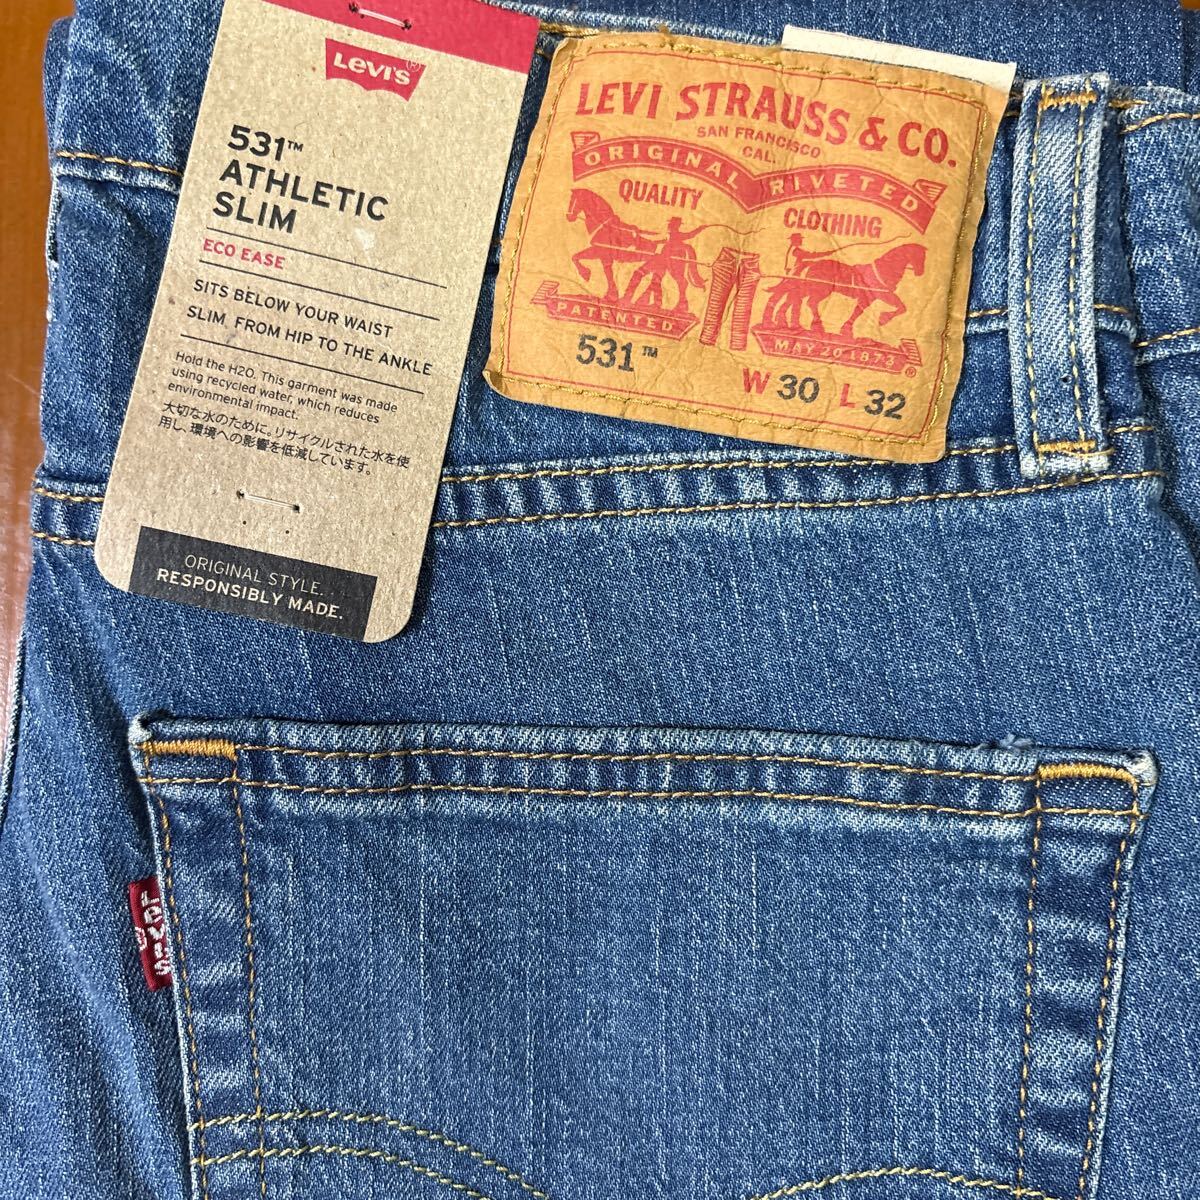 Levi's®
531™
ATHLETIC
SLIM
ECO EASE
SITS BELOW YOUR WAIST
SLIM, FROM HIP TO THE ANKLE
Hold the H2O. This garment was made
using recycled water, which reduces
environmental impact.
大切な水のために。リサイクルされた水を使
用し、環境への影響を低減しています。
ORIGINAL STYLE.
RESPONSIBLY MADE.
LEVI STRAUSS & CO.
SAN FRANCISCO
CAL.
ORIGINAL RIVETED
QUALITY CLOTHING
PATENTED MAY 20 1873
®
531™
W 30 L 32
LEVI'S
®